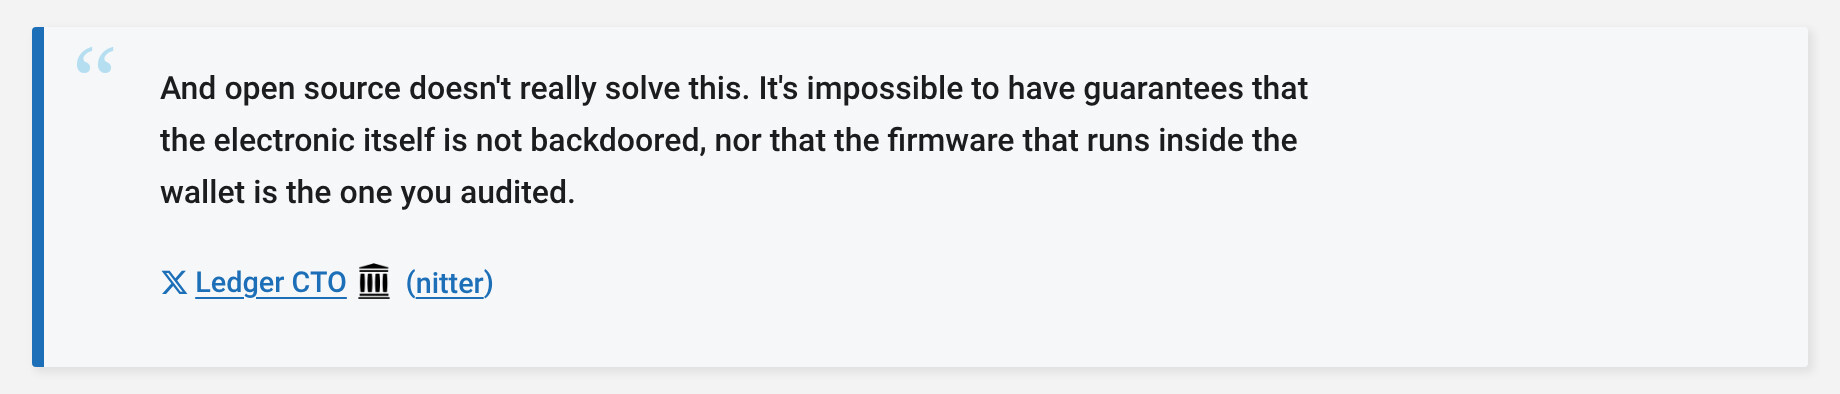 “
And open source doesn't really solve this. It's impossible to have guarantees that
the electronic itself is not backdoored, nor that the firmware that runs inside the
wallet is the one you audited.
𝕏 Ledger CTO 🏛 (nitter)